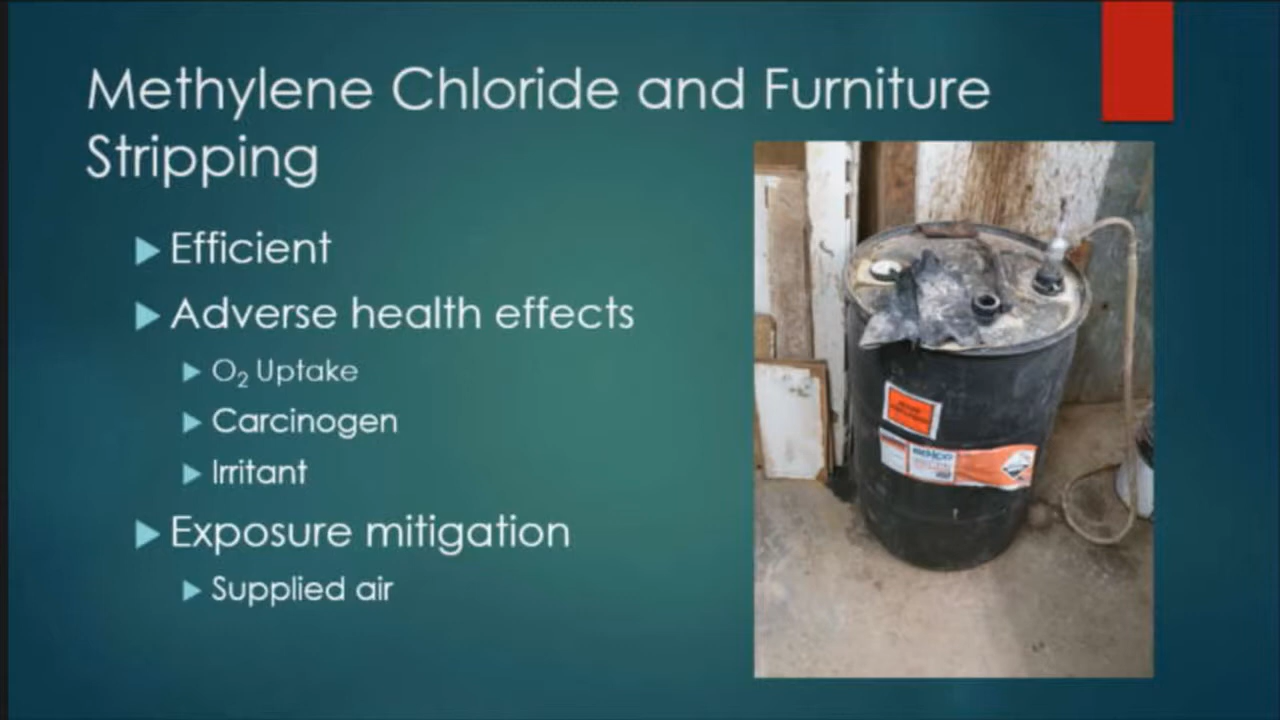 Methylene Chloride and Furniture
Stripping
Efficient
Adverse health effects
O₂ Uptake
Carcinogen
Irritant
Exposure mitigation
Supplied air